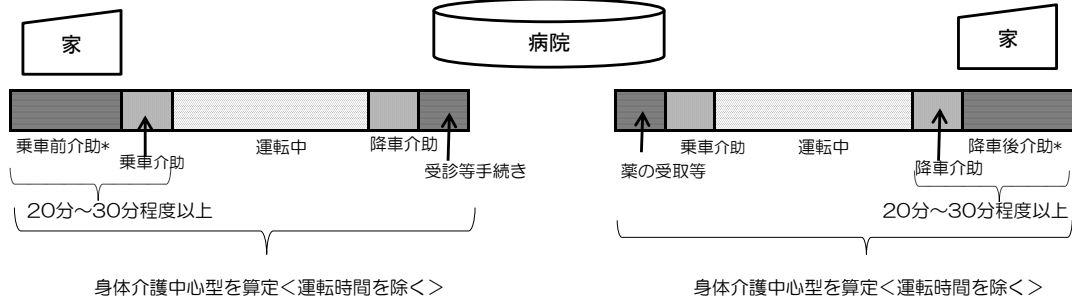 家
病院
家
乗車前介助*
乗車介助
運転中
降車介助
受診等手続き
薬の受取等
乗車介助
運転中
降車介助
降車後介助*
20分～30分程度以上
20分～30分程度以上
身体介護中心型を算定＜運転時間を除く＞
身体介護中心型を算定＜運転時間を除く＞